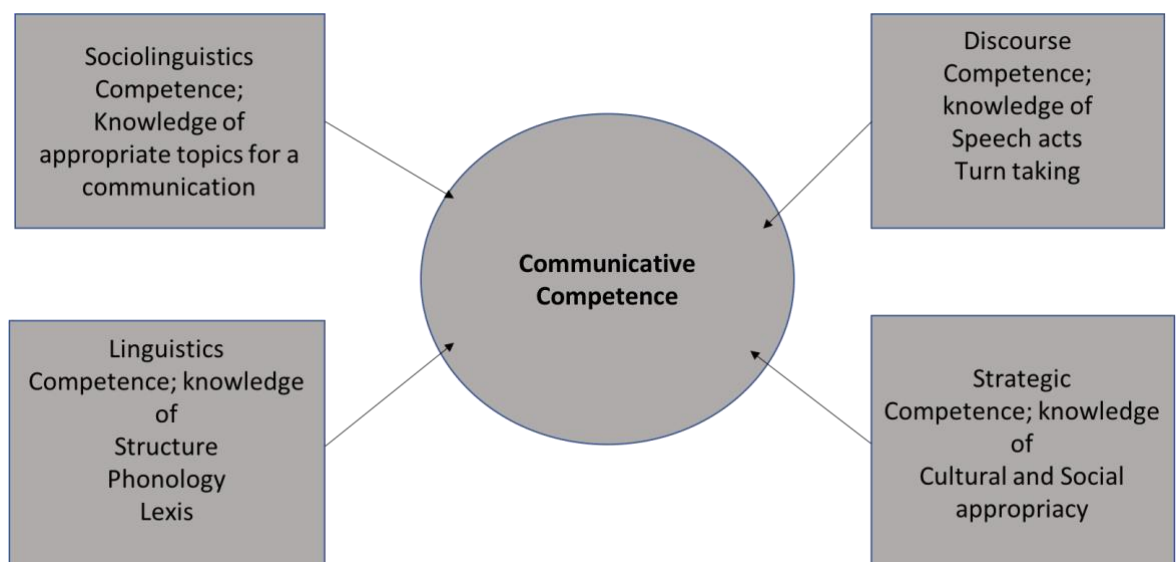 Sociolinguistics
Competence;
Knowledge of
appropriate topics for a
communication
Discourse
Competence;
knowledge of
Speech acts
Turn taking
Communicative
Competence
Linguistics
Competence; knowledge
of
Structure
Phonology
Lexis
Strategic
Competence; knowledge
of
Cultural and Social
appropriacy